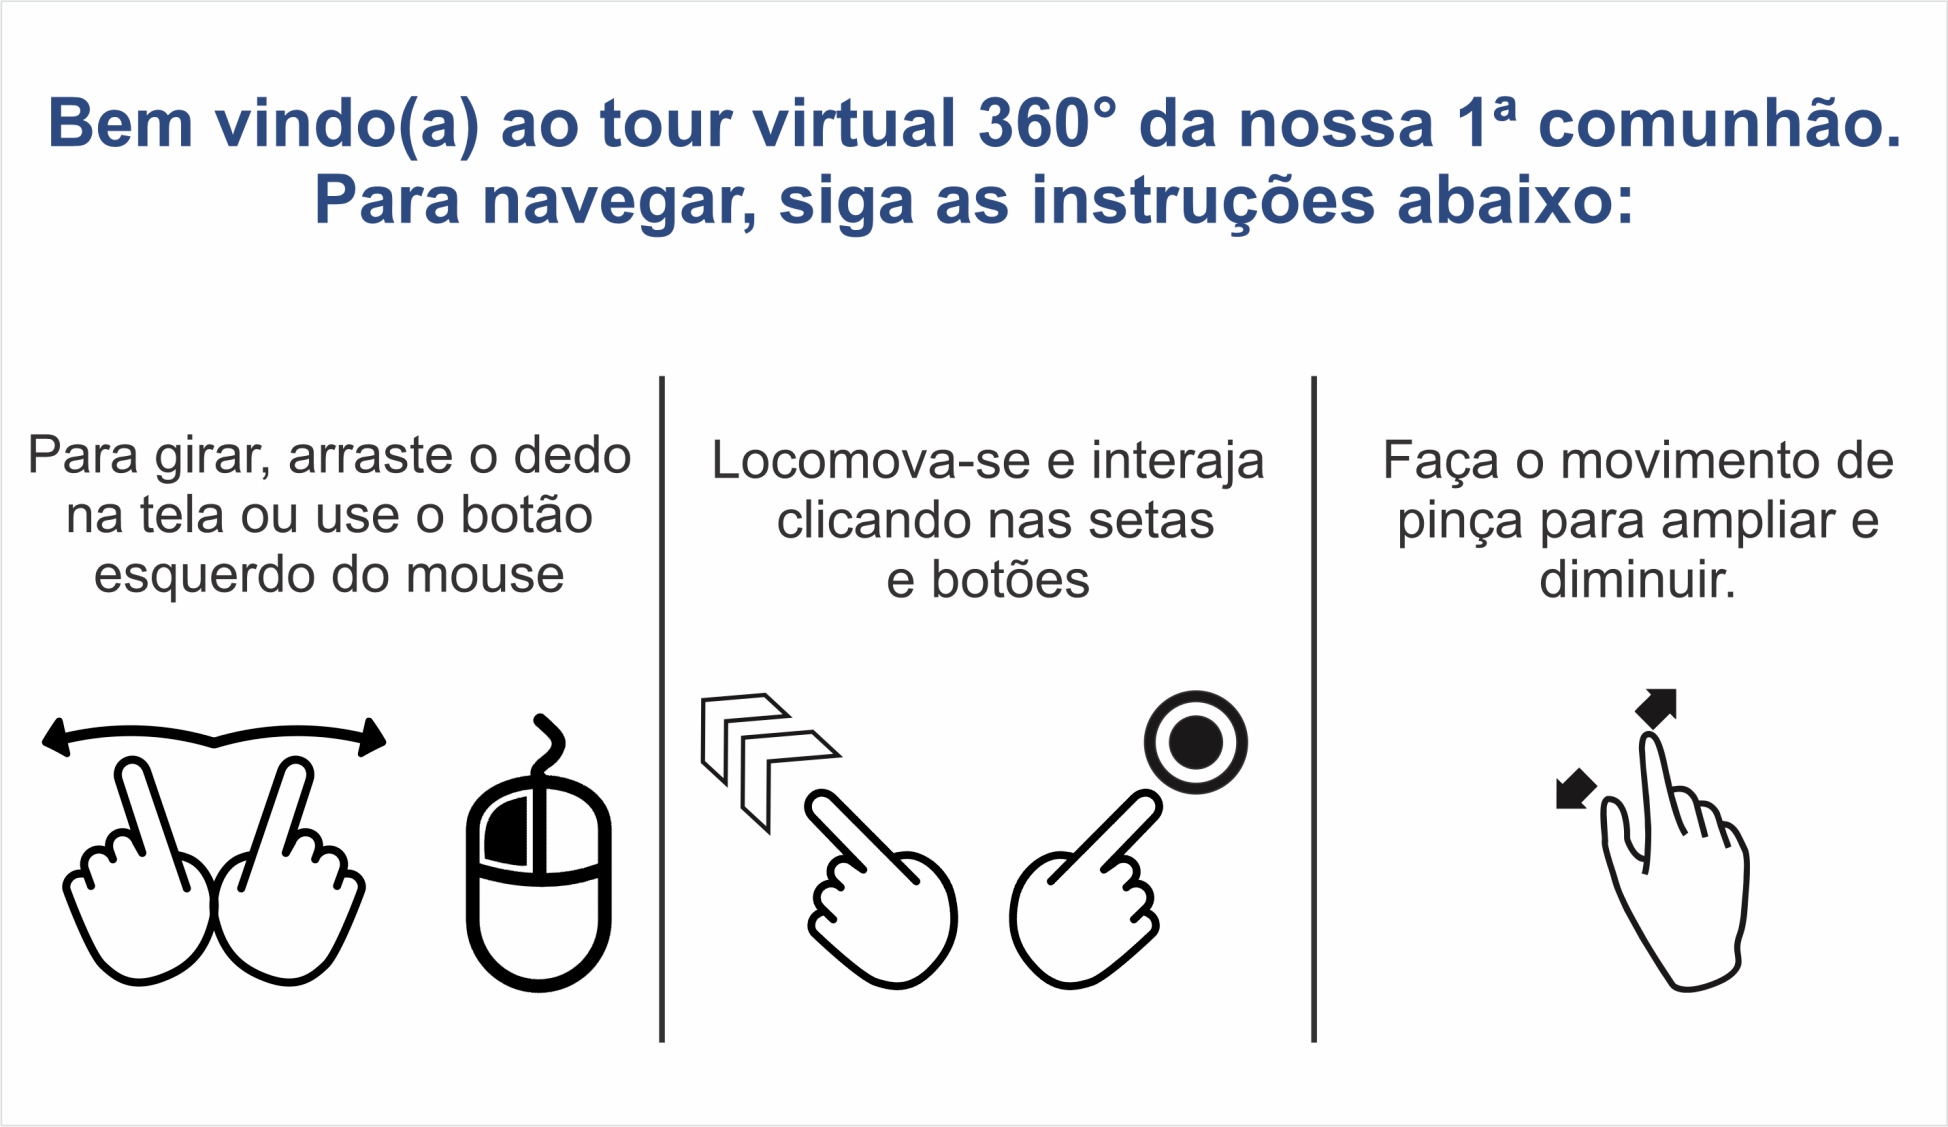 Bem vindo(a) ao tour virtual 360° da nossa 1ª comunhão.
Para navegar, siga as instruções abaixo:
Para girar, arraste o dedo
na tela ou use o botão
esquerdo do mouse
Locomova-se e interaja
clicando nas setas
e botões
Faça o movimento de
pinça para ampliar e
diminuir.